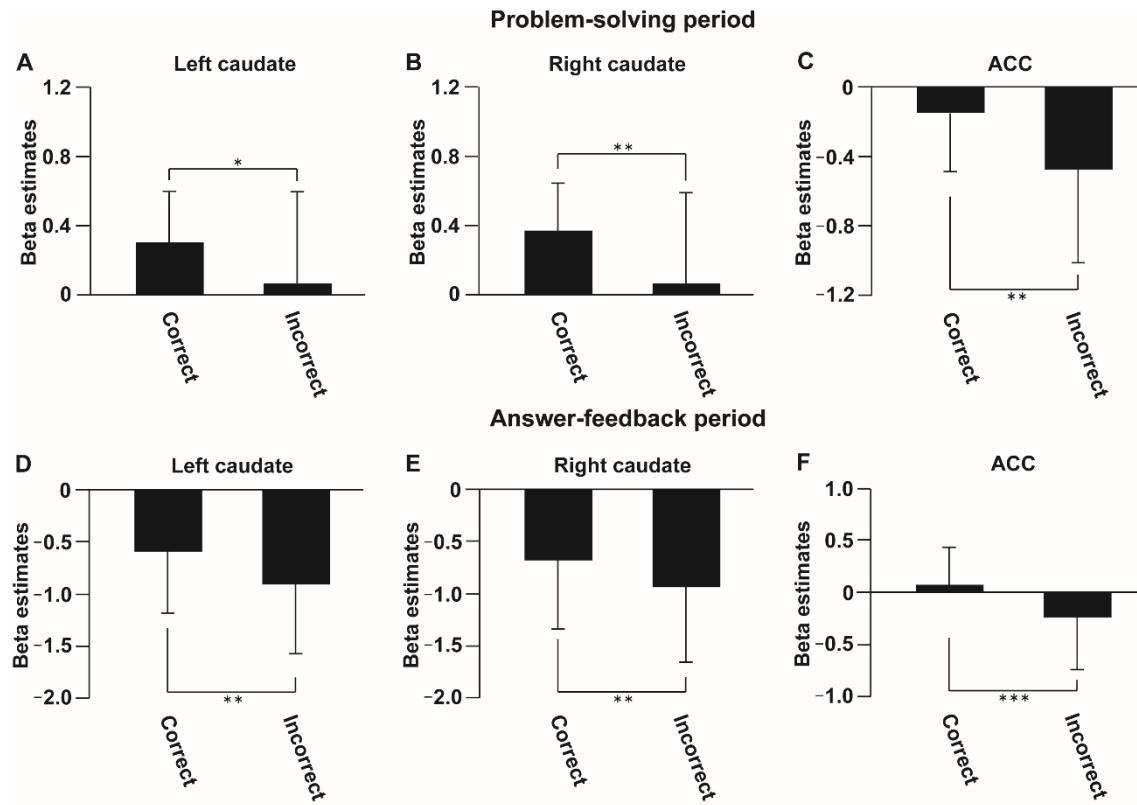 Problem-solving period
A Left caudate
Beta estimates
1.2
0.8
0.4
0
*
Correct
Incorrect
B Right caudate
Beta estimates
1.2
0.8
0.4
0
**
Correct
Incorrect
C ACC
Beta estimates
0
−0.4
−0.8
−1.2
**
Correct
Incorrect
Answer-feedback period
D Left caudate
Beta estimates
0
−0.5
−1.0
−1.5
−2.0
**
Correct
Incorrect
E Right caudate
Beta estimates
0
−0.5
−1.0
−1.5
−2.0
**
Correct
Incorrect
F ACC
Beta estimates
1.0
0.5
0
−0.5
−1.0
***
Correct
Incorrect